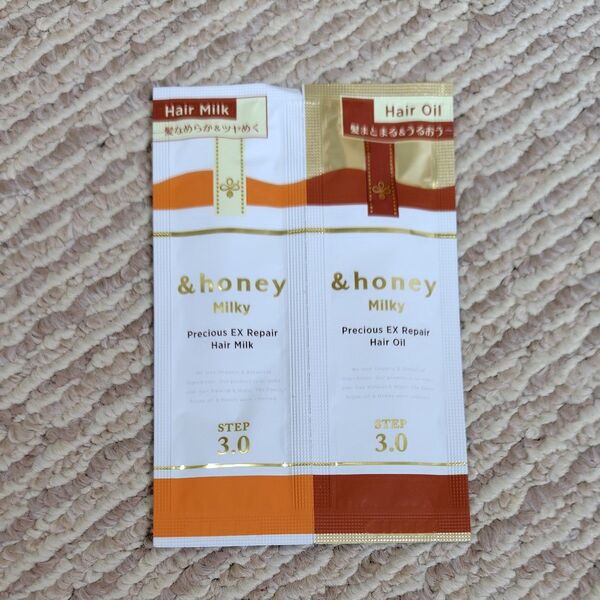 Hair Milk
髪なめらか&ツヤめく
&honey
Milky
Precious EX Repair
Hair Milk
STEP
3.0
Hair Oil
髪まとまる&うるおう
&honey
Milky
Precious EX Repair
Hair Oil
STEP
3.0